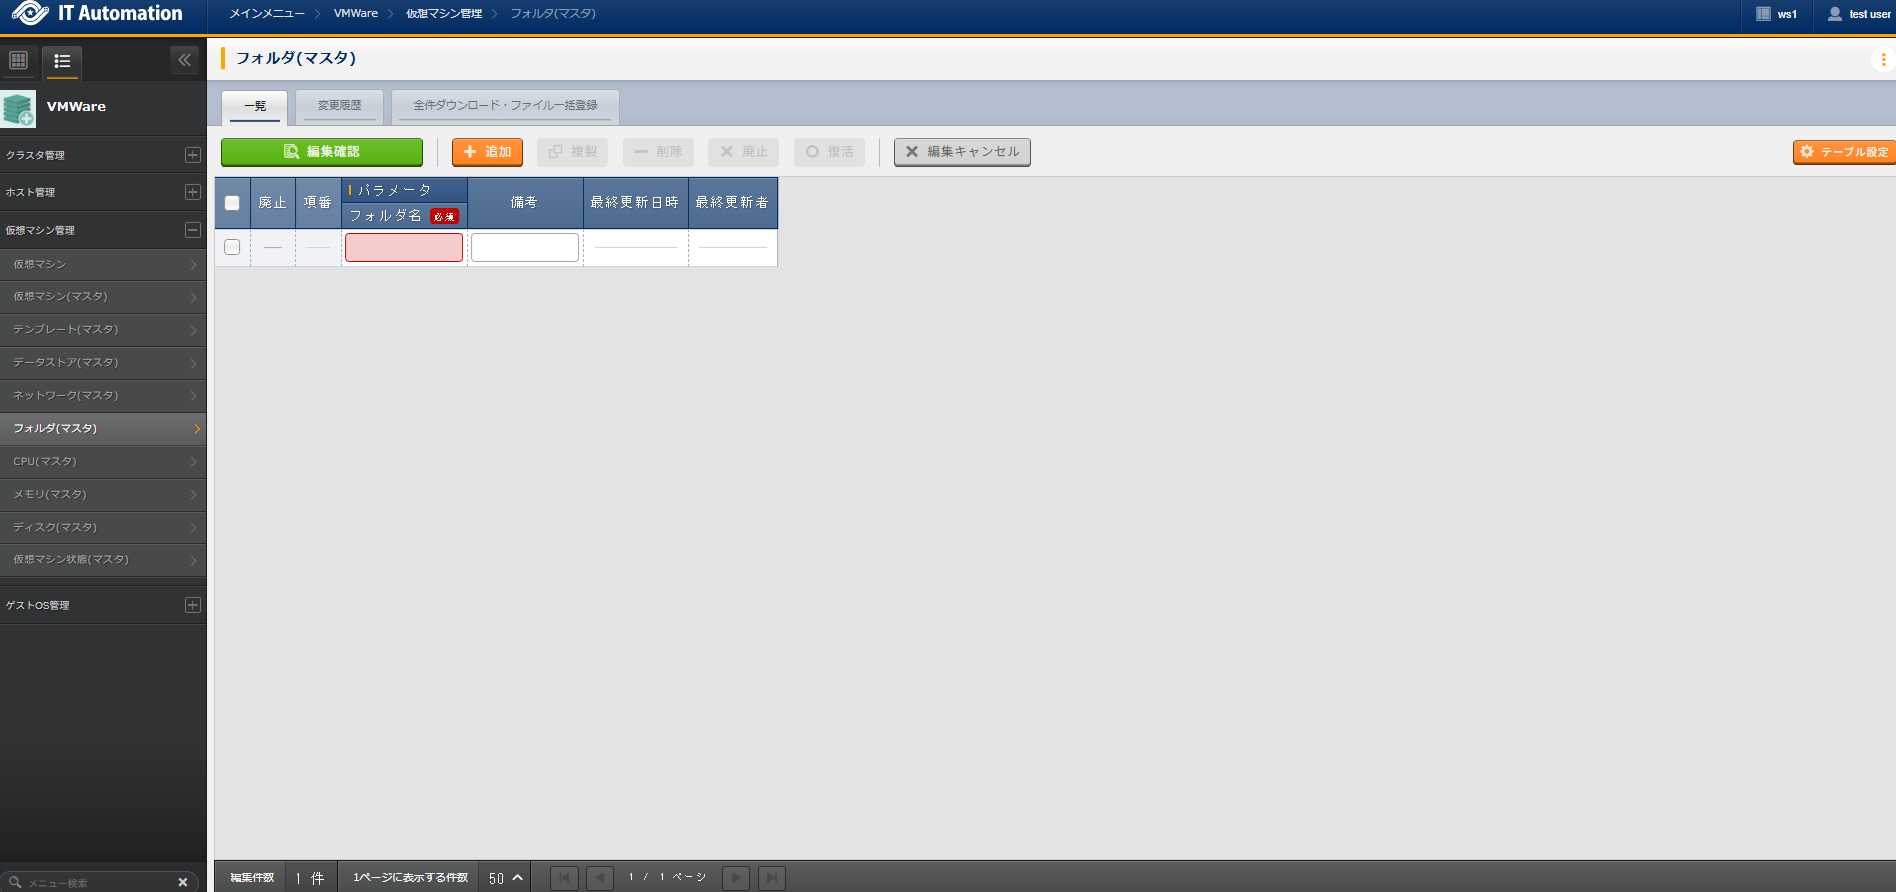 IT Automation
メインメニュー
VMWare
仮想マシン管理
フォルダ(マスタ)
ws1
test user
VMWare
クラスタ管理
ホスト管理
仮想マシン管理
仮想マシン
仮想マシン(マスタ)
テンプレート(マスタ)
データストア(マスタ)
ネットワーク(マスタ)
フォルダ(マスタ)
CPU(マスタ)
メモリ(マスタ)
ディスク(マスタ)
仮想マシン状態(マスタ)
ゲストOS管理
メニュー検索
フォルダ(マスタ)
一覧
変更履歴
全件ダウンロード・ファイル一括登録
編集確認
追加
複製
削除
廃止
復活
編集キャンセル
テーブル設定
廃止
項番
パラメータ
フォルダ名 必須
備考
最終更新日時
最終更新者
編集件数 1 件
1ページに表示する件数 50
1 / 1 ページ